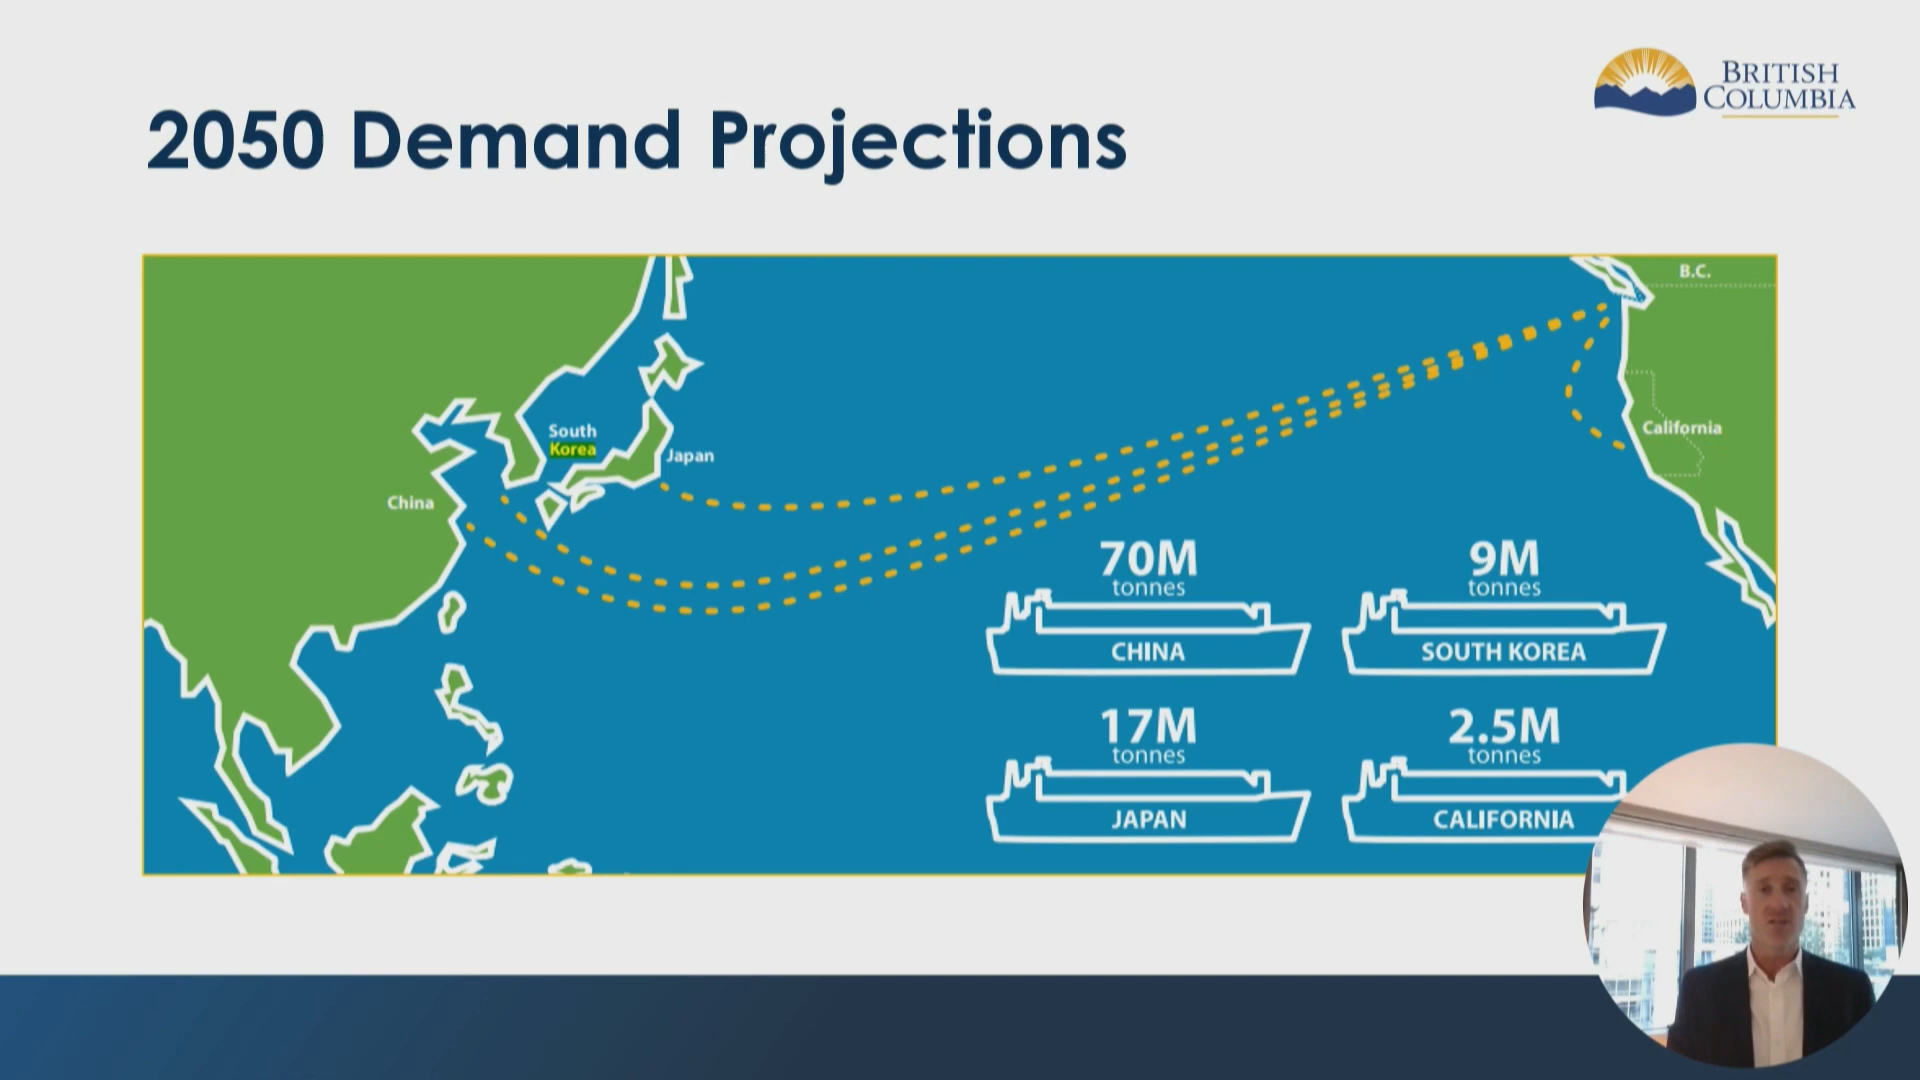 BRITISH
COLUMBIA
2050 Demand Projections
B.C.
South
Korea
Japan
California
China
70M
tonnes
CHINA
9M
tonnes
SOUTH KOREA
17M
tonnes
JAPAN
2.5M
tonnes
CALIFORNIA